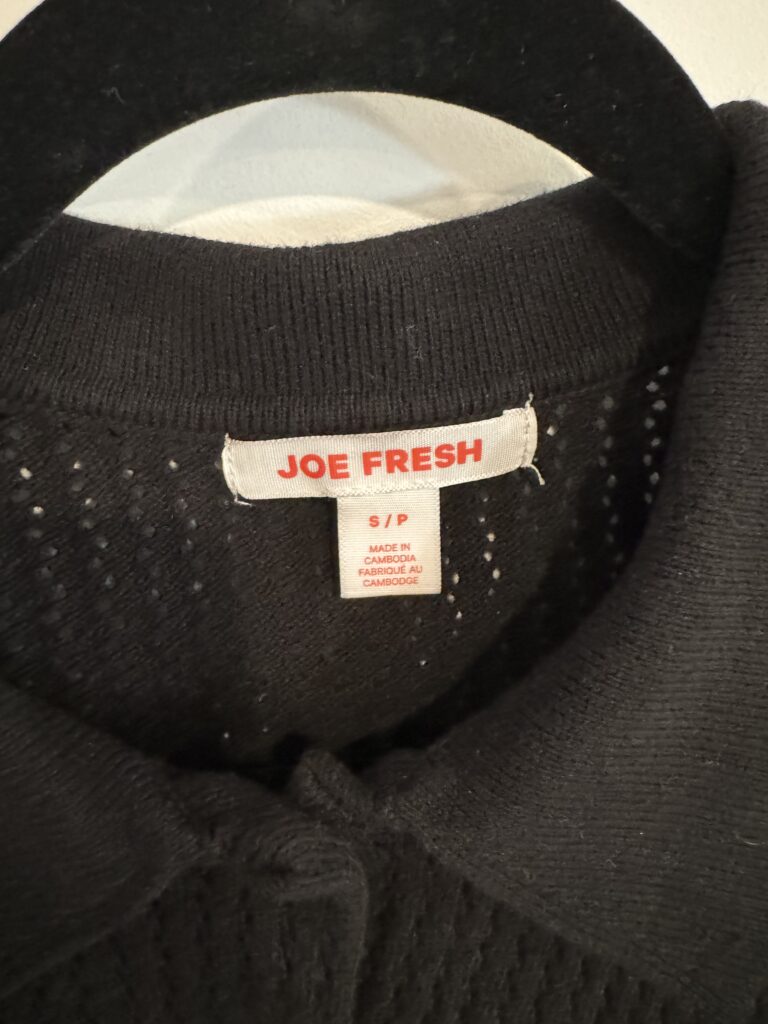 JOE FRESH
S / P
MADE IN
CAMBODIA
FABRIQUÉ AU
CAMBODGE